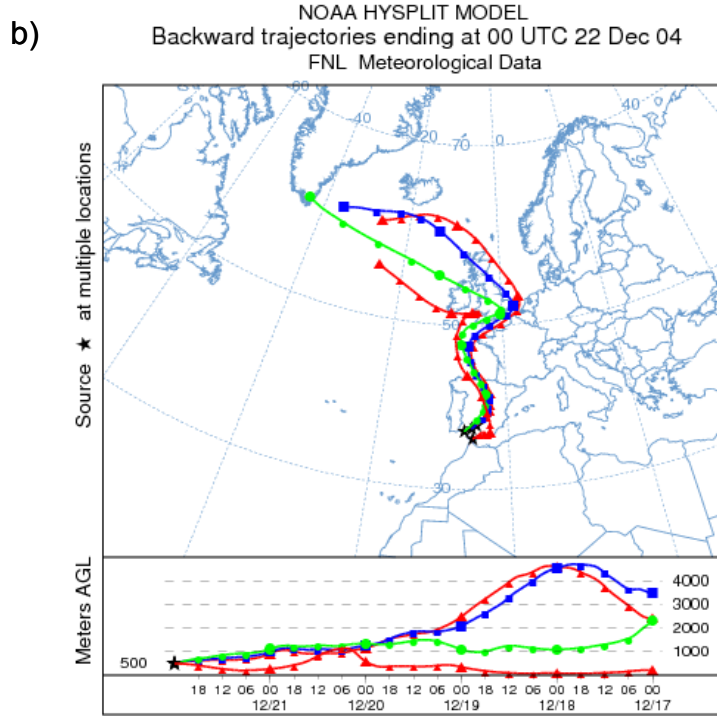 b)
NOAA HYSPLIT MODEL
Backward trajectories ending at 00 UTC 22 Dec 04
FNL Meteorological Data
Source ★ at multiple locations
40
20
70
0
40
50
30
Meters AGL
500
4000
3000
2000
1000
18 12 06 00 18 12 06 00 18 12 06 00 18 12 06 00 18 12 06 00
12/21 12/20 12/19 12/18 12/17